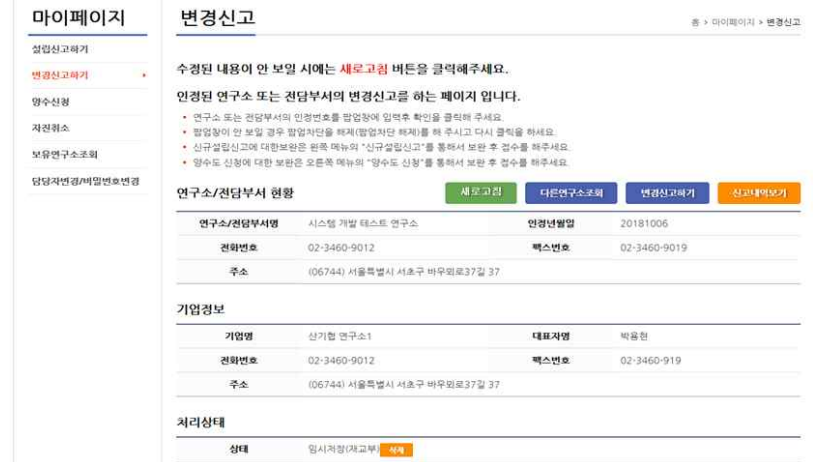 마이페이지
설립신고하기
변경신고하기
양수신청
자진취소
보유연구소조회
담당자변경/비밀번호변경
변경신고
홈 > 마이페이지 > 변경신고
수정된 내용이 안 보일 시에는 새로고침 버튼을 클릭해주세요.
인정된 연구소 또는 전담부서의 변경신고를 하는 페이지 입니다.
• 연구소 또는 전담부서의 인정번호를 팝업창에 입력후 확인을 클릭해 주세요.
• 팝업창이 안 보일 경우 팝업차단을 해제(팝업차단 해제)를 해 주시고 다시 클릭을 하세요.
• 신규설립신고에 대한보완은 왼쪽 메뉴의 "신규설립신고"를 통해서 보완 후 접수를 해주세요.
• 양수도 신청에 대한 보완은 오른쪽 메뉴의 "양수도 신청"를 통해서 보완 후 접수를 해주세요.
연구소/전담부서 현황
새로고침 다른연구소조회 변경신고하기 신고내역보기
연구소/전담부서명 시스템 개발 테스트 연구소 인정년월일 20181006
전화번호 02-3460-9012 팩스번호 02-3460-9019
주소 (06744) 서울특별시 서초구 바우뫼로37길 37
기업정보
기업명 산기협 연구소1 대표자명 박용현
전화번호 02-3460-9012 팩스번호 02-3460-919
주소 (06744) 서울특별시 서초구 바우뫼로37길 37
처리상태
상태 임시저장(재교부) 삭제